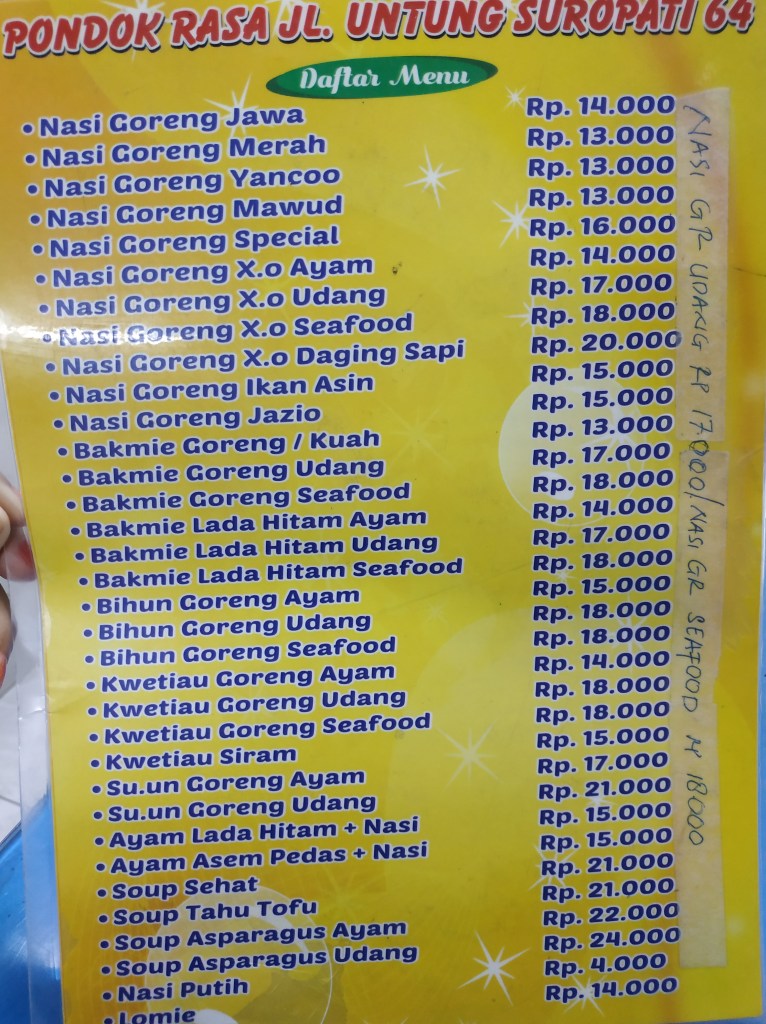 PONDOK RASA JL. UNTUNG SUROPATI 64
Daftar Menu
• Nasi Goreng Jawa Rp. 14.000
• Nasi Goreng Merah Rp. 13.000
• Nasi Goreng Yancoo Rp. 13.000
• Nasi Goreng Mawud Rp. 13.000
• Nasi Goreng Special Rp. 16.000
• Nasi Goreng X.o Ayam Rp. 14.000
• Nasi Goreng X.o Udang Rp. 17.000
• Nasi Goreng X.o Seafood Rp. 18.000
• Nasi Goreng X.o Daging Sapi Rp. 20.000
• Nasi Goreng Ikan Asin Rp. 15.000
• Nasi Goreng Jazio Rp. 15.000
• Bakmie Goreng / Kuah Rp. 13.000
• Bakmie Goreng Udang Rp. 17.000
• Bakmie Goreng Seafood Rp. 18.000
• Bakmie Lada Hitam Ayam Rp. 14.000
• Bakmie Lada Hitam Udang Rp. 17.000
• Bakmie Lada Hitam Seafood Rp. 18.000
• Bihun Goreng Ayam Rp. 15.000
• Bihun Goreng Udang Rp. 18.000
• Bihun Goreng Seafood Rp. 18.000
• Kwetiau Goreng Ayam Rp. 14.000
• Kwetiau Goreng Udang Rp. 18.000
• Kwetiau Goreng Seafood Rp. 18.000
• Kwetiau Siram Rp. 15.000
• Su.un Goreng Ayam Rp. 17.000
• Su.un Goreng Udang Rp. 21.000
• Ayam Lada Hitam + Nasi Rp. 15.000
• Ayam Asem Pedas + Nasi Rp. 15.000
• Soup Sehat Rp. 21.000
• Soup Tahu Tofu Rp. 21.000
• Soup Asparagus Ayam Rp. 22.000
• Soup Asparagus Udang Rp. 24.000
• Nasi Putih Rp. 4.000
• Lomie Rp. 14.000
NASI GR UDANG RP 17000/NASI GR SEAFOOD 18000